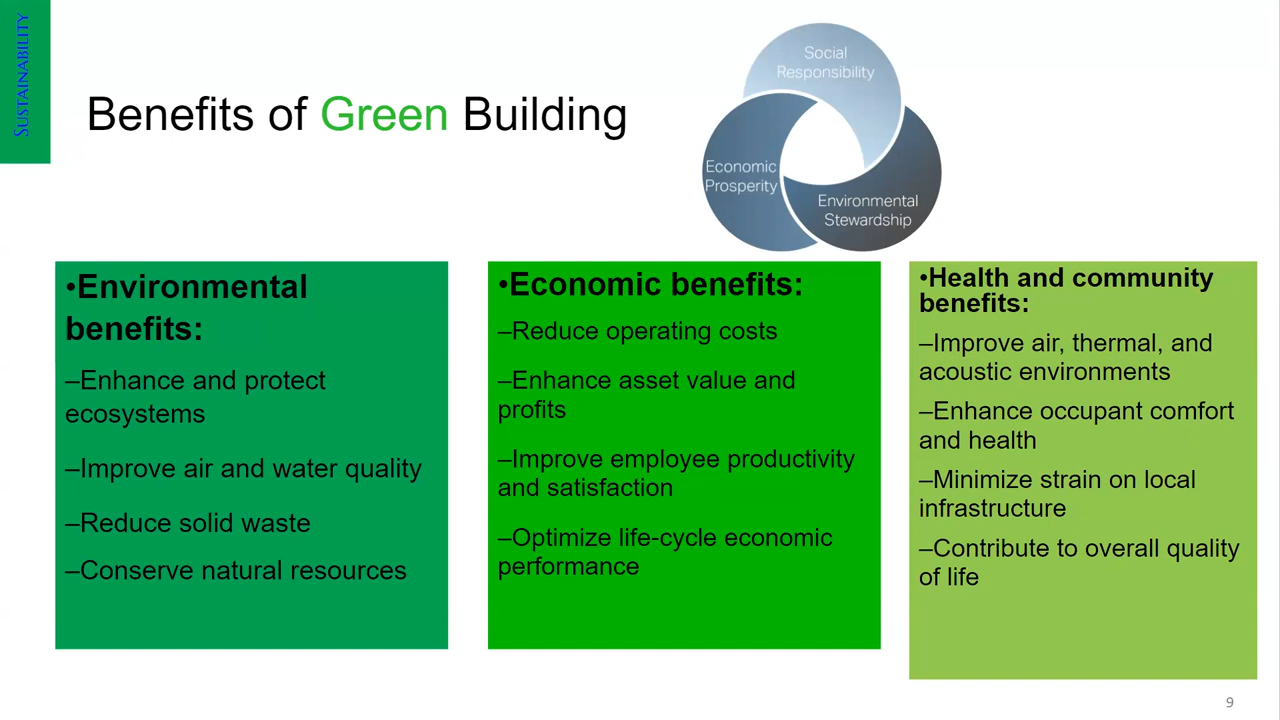 SUSTAINABILITY
Benefits of Green Building
Social
Responsibility
Economic
Prosperity
Environmental
Stewardship
•Environmental
benefits:
–Enhance and protect
ecosystems
–Improve air and water quality
–Reduce solid waste
–Conserve natural resources
•Economic benefits:
–Reduce operating costs
–Enhance asset value and
profits
–Improve employee productivity
and satisfaction
–Optimize life-cycle economic
performance
•Health and community
benefits:
–Improve air, thermal, and
acoustic environments
–Enhance occupant comfort
and health
–Minimize strain on local
infrastructure
–Contribute to overall quality
of life
9